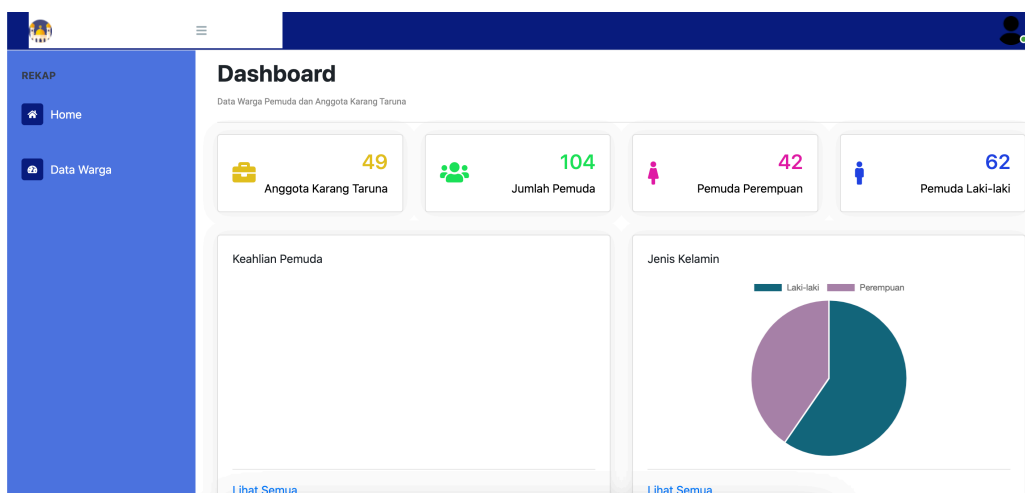 REKAP
Home
Data Warga
Dashboard
Data Warga Pemuda dan Anggota Karang Taruna
49
Anggota Karang Taruna
104
Jumlah Pemuda
42
Pemuda Perempuan
62
Pemuda Laki-laki
Keahlian Pemuda
Lihat Semua
Jenis Kelamin
Laki-laki Perempuan
Lihat Semua